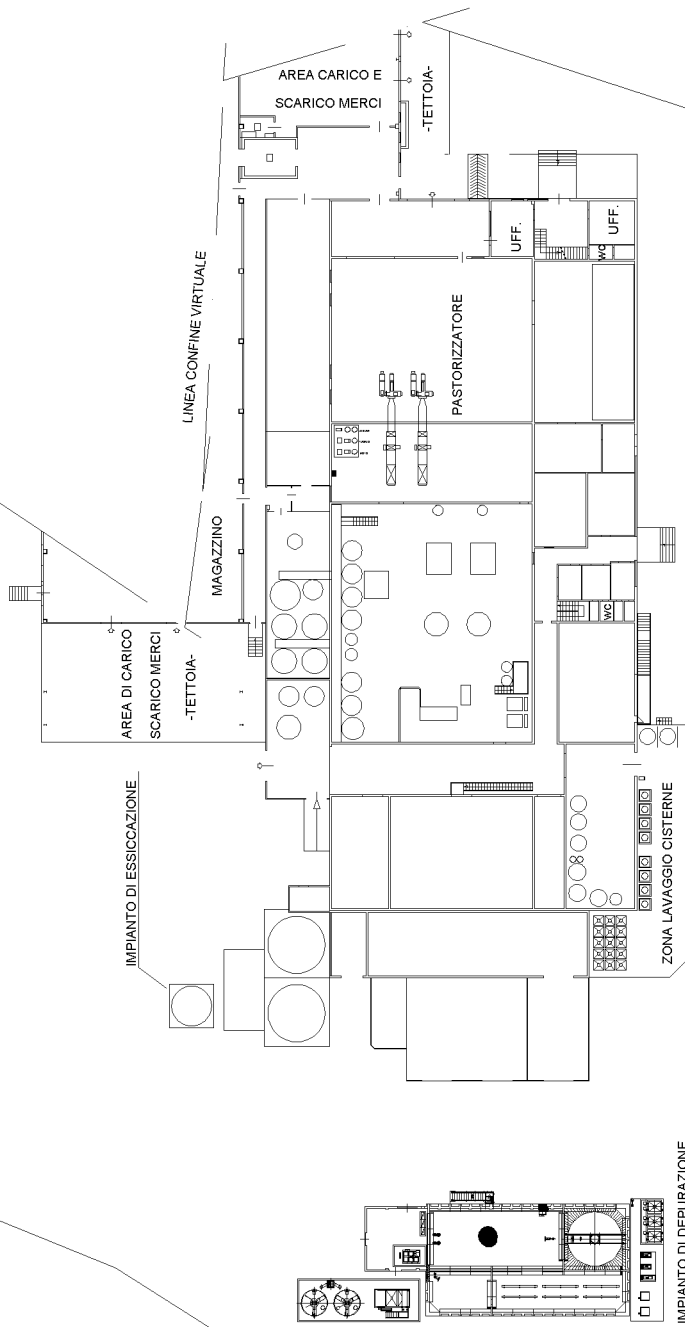 AREA CARICO E
SCARICO MERCI
-TETTOIA-
LINEA CONFINE VIRTUALE
UFF.
UFF.
WC
PASTORIZZATORE
MAGAZZINO
AREA DI CARICO
SCARICO MERCI
-TETTOIA-
WC
IMPIANTO DI ESSICCAZIONE
ZONA LAVAGGIO CISTERNE
IMPIANTO DI DEPURAZIONE